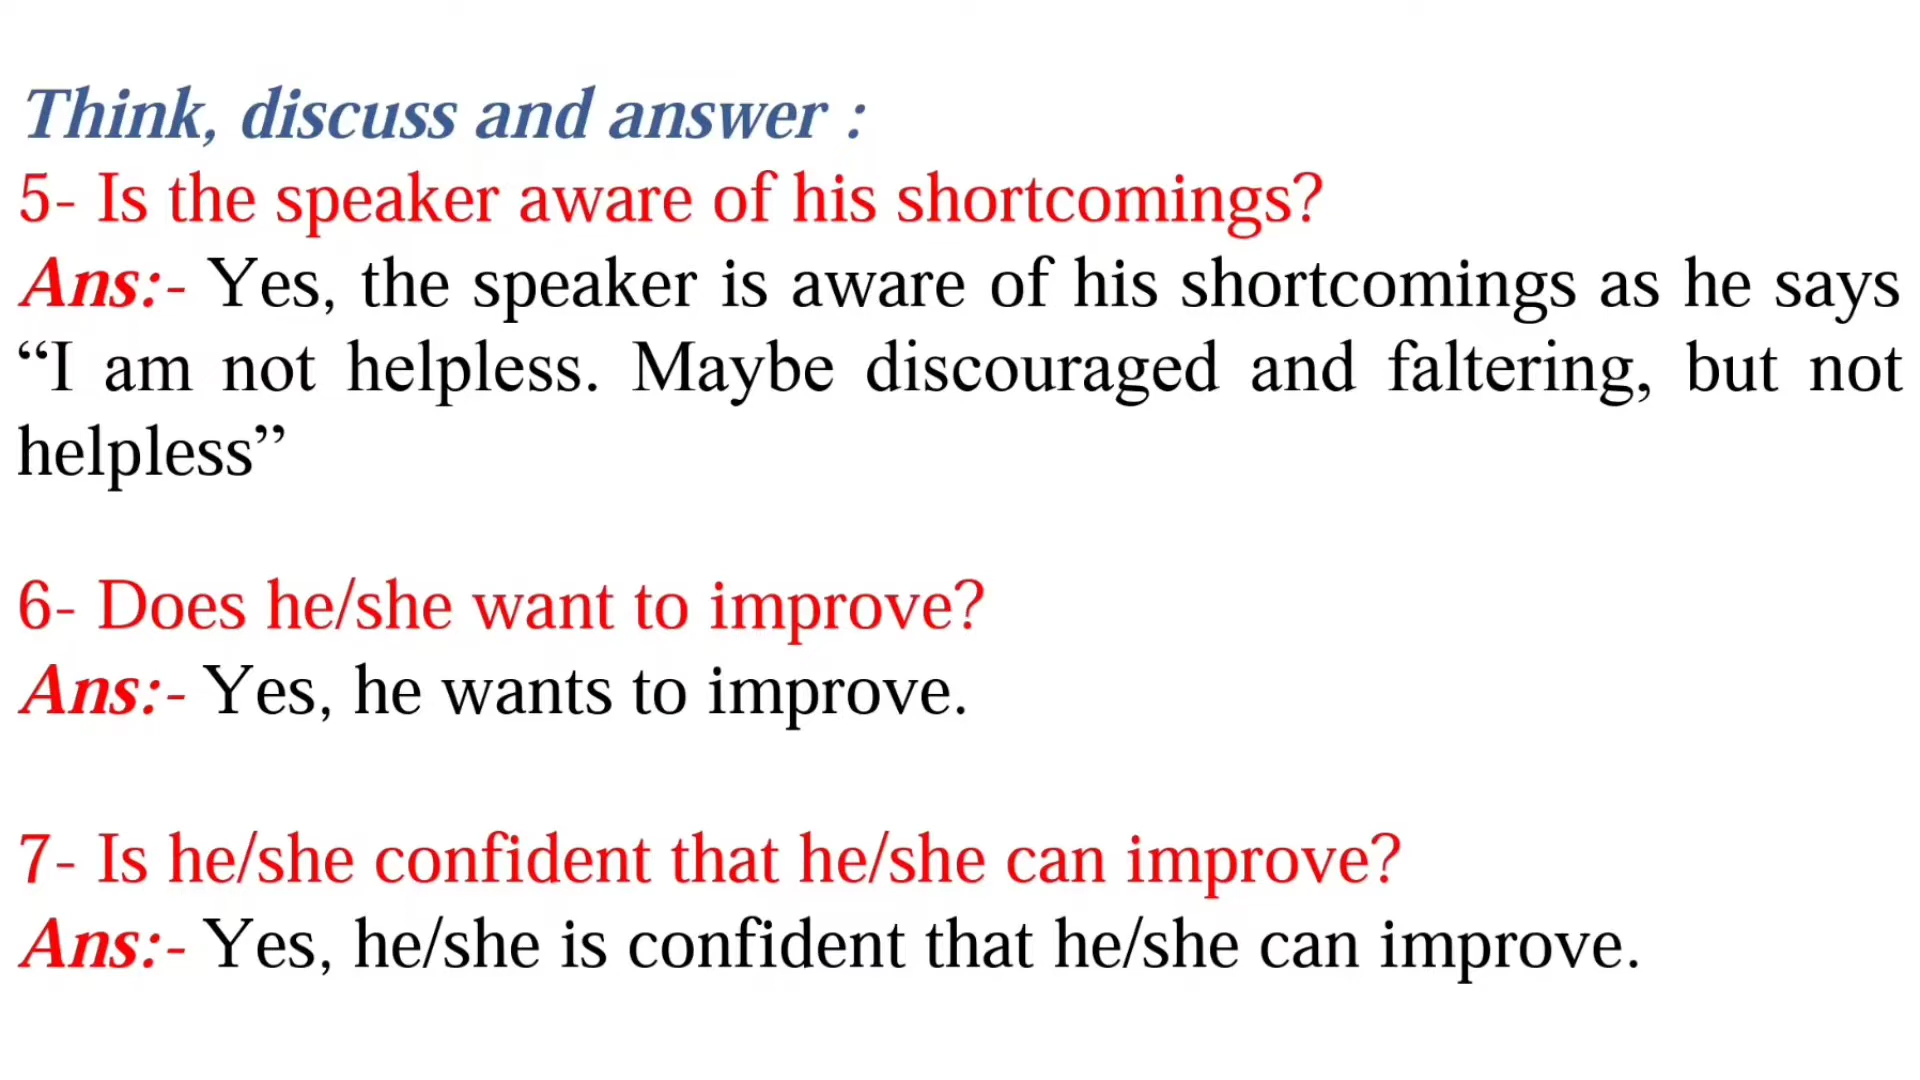 Think, discuss and answer :
5- Is the speaker aware of his shortcomings?
Ans:- Yes, the speaker is aware of his shortcomings as he says
“I am not helpless. Maybe discouraged and faltering, but not
helpless”
6- Does he/she want to improve?
Ans:- Yes, he wants to improve.
7- Is he/she confident that he/she can improve?
Ans:- Yes, he/she is confident that he/she can improve.